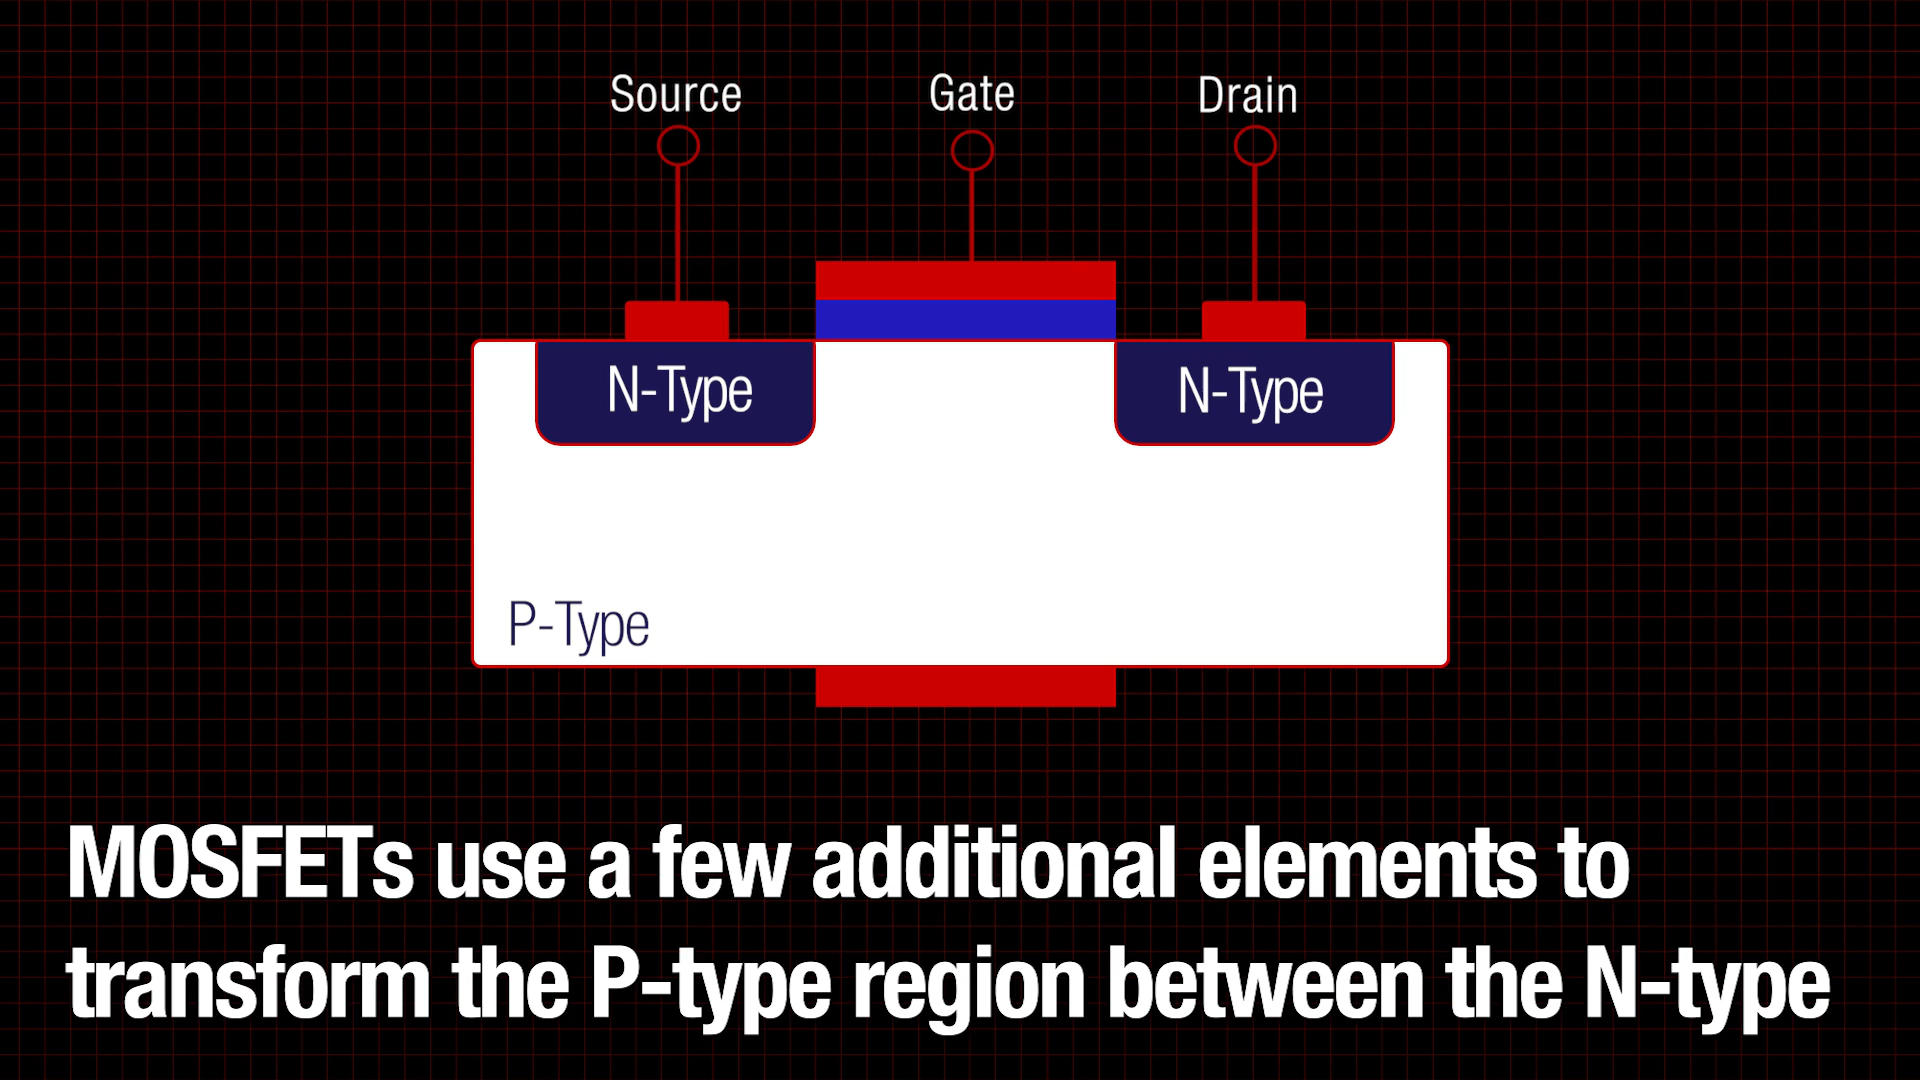 Source
Gate
Drain
N-Type
N-Type
P-Type
MOSFETs use a few additional elements to
transform the P-type region between the N-type